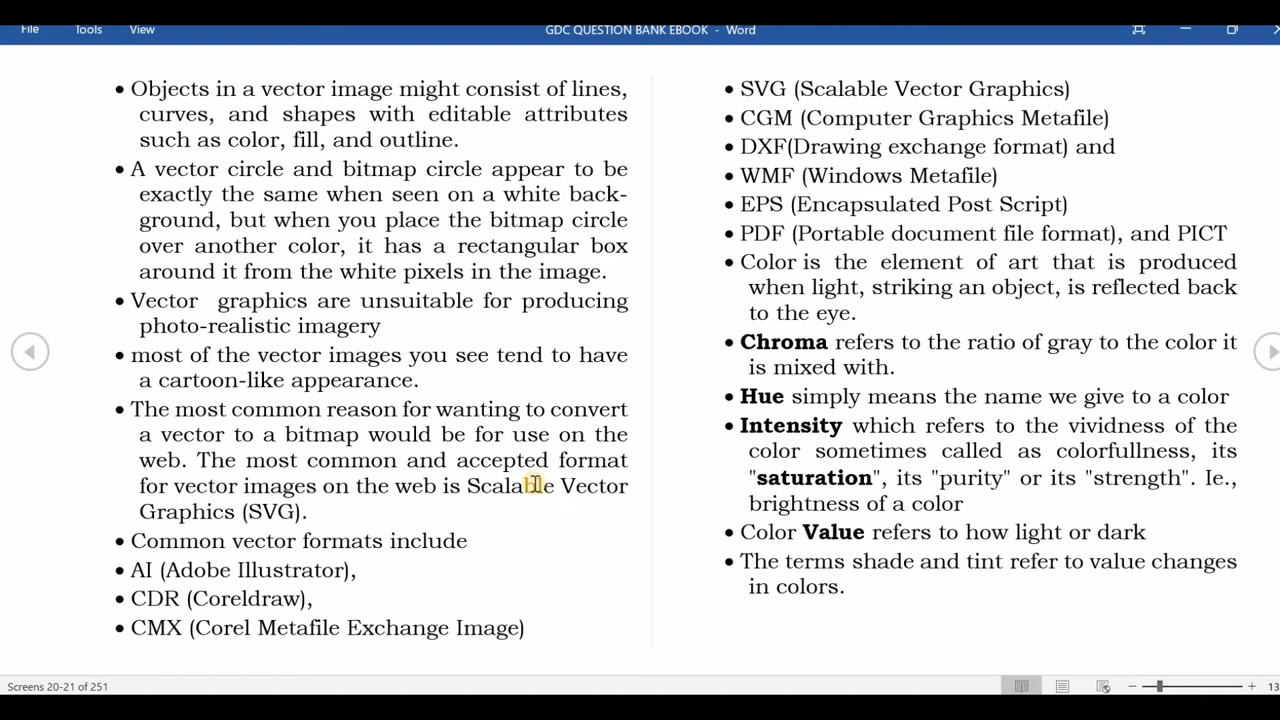 File Tools View GDC QUESTION BANK EBOOK - Word
• Objects in a vector image might consist of lines,
curves, and shapes with editable attributes
such as color, fill, and outline.
• A vector circle and bitmap circle appear to be
exactly the same when seen on a white back-
ground, but when you place the bitmap circle
over another color, it has a rectangular box
around it from the white pixels in the image.
• Vector graphics are unsuitable for producing
photo-realistic imagery
• most of the vector images you see tend to have
a cartoon-like appearance.
• The most common reason for wanting to convert
a vector to a bitmap would be for use on the
web. The most common and accepted format
for vector images on the web is Scalable Vector
Graphics (SVG).
• Common vector formats include
• AI (Adobe Illustrator),
• CDR (Coreldraw),
• CMX (Corel Metafile Exchange Image)
• SVG (Scalable Vector Graphics)
• CGM (Computer Graphics Metafile)
• DXF(Drawing exchange format) and
• WMF (Windows Metafile)
• EPS (Encapsulated Post Script)
• PDF (Portable document file format), and PICT
• Color is the element of art that is produced
when light, striking an object, is reflected back
to the eye.
• Chroma refers to the ratio of gray to the color it
is mixed with.
• Hue simply means the name we give to a color
• Intensity which refers to the vividness of the
color sometimes called as colorfullness, its
"saturation", its "purity" or its "strength". Ie.,
brightness of a color
• Color Value refers to how light or dark
• The terms shade and tint refer to value changes
in colors.
Screens 20-21 of 251 13